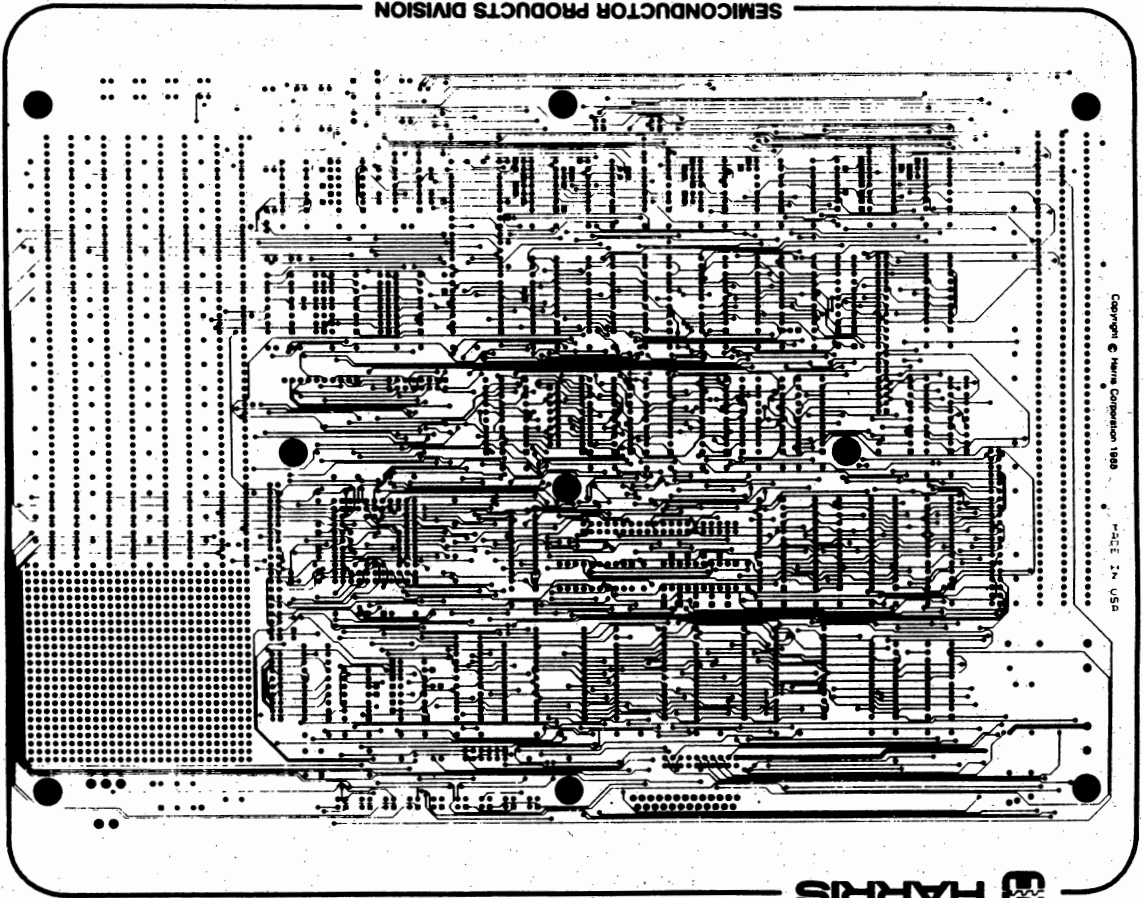 SEMICONDUCTOR PRODUCTS DIVISION
Copyright © Harris Corporation 1988
MADE IN USA
HARRIS